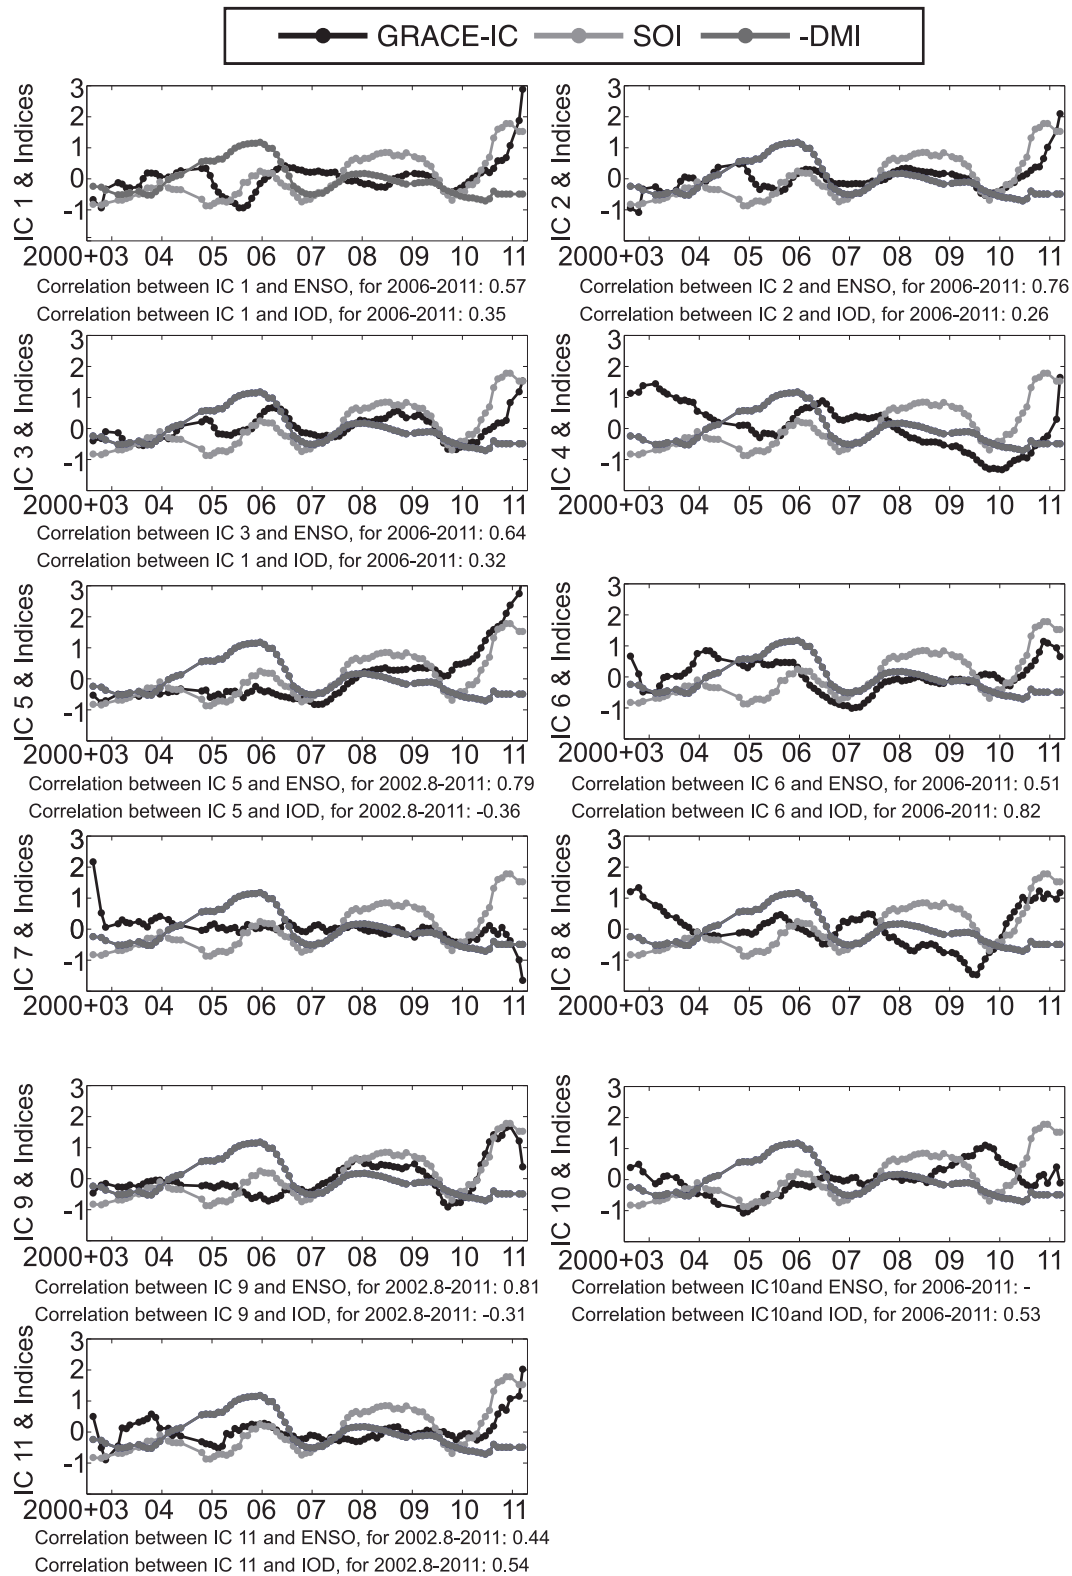 GRACE-IC SOI -DMI
IC 1 & Indices
3
2
1
0
-1
2000+03 04 05 06 07 08 09 10 11
Correlation between IC 1 and ENSO, for 2006-2011: 0.57
Correlation between IC 1 and IOD, for 2006-2011: 0.35
IC 2 & Indices
3
2
1
0
-1
2000+03 04 05 06 07 08 09 10 11
Correlation between IC 2 and ENSO, for 2006-2011: 0.76
Correlation between IC 2 and IOD, for 2006-2011: 0.26
IC 3 & Indices
3
2
1
0
-1
2000+03 04 05 06 07 08 09 10 11
Correlation between IC 3 and ENSO, for 2006-2011: 0.64
Correlation between IC 1 and IOD, for 2006-2011: 0.32
IC 4 & Indices
3
2
1
0
-1
2000+03 04 05 06 07 08 09 10 11
IC 5 & Indices
3
2
1
0
-1
2000+03 04 05 06 07 08 09 10 11
Correlation between IC 5 and ENSO, for 2002.8-2011: 0.79
Correlation between IC 5 and IOD, for 2002.8-2011: -0.36
IC 6 & Indices
3
2
1
0
-1
2000+03 04 05 06 07 08 09 10 11
Correlation between IC 6 and ENSO, for 2006-2011: 0.51
Correlation between IC 6 and IOD, for 2006-2011: 0.82
IC 7 & Indices
3
2
1
0
-1
2000+03 04 05 06 07 08 09 10 11
IC 8 & Indices
3
2
1
0
-1
2000+03 04 05 06 07 08 09 10 11
IC 9 & Indices
3
2
1
0
-1
2000+03 04 05 06 07 08 09 10 11
Correlation between IC 9 and ENSO, for 2002.8-2011: 0.81
Correlation between IC 9 and IOD, for 2002.8-2011: -0.31
IC 10 & Indices
3
2
1
0
-1
2000+03 04 05 06 07 08 09 10 11
Correlation between IC10and ENSO, for 2006-2011: -
Correlation between IC10and IOD, for 2006-2011: 0.53
IC 11 & Indices
3
2
1
0
-1
2000+03 04 05 06 07 08 09 10 11
Correlation between IC 11 and ENSO, for 2002.8-2011: 0.44
Correlation between IC 11 and IOD, for 2002.8-2011: 0.54